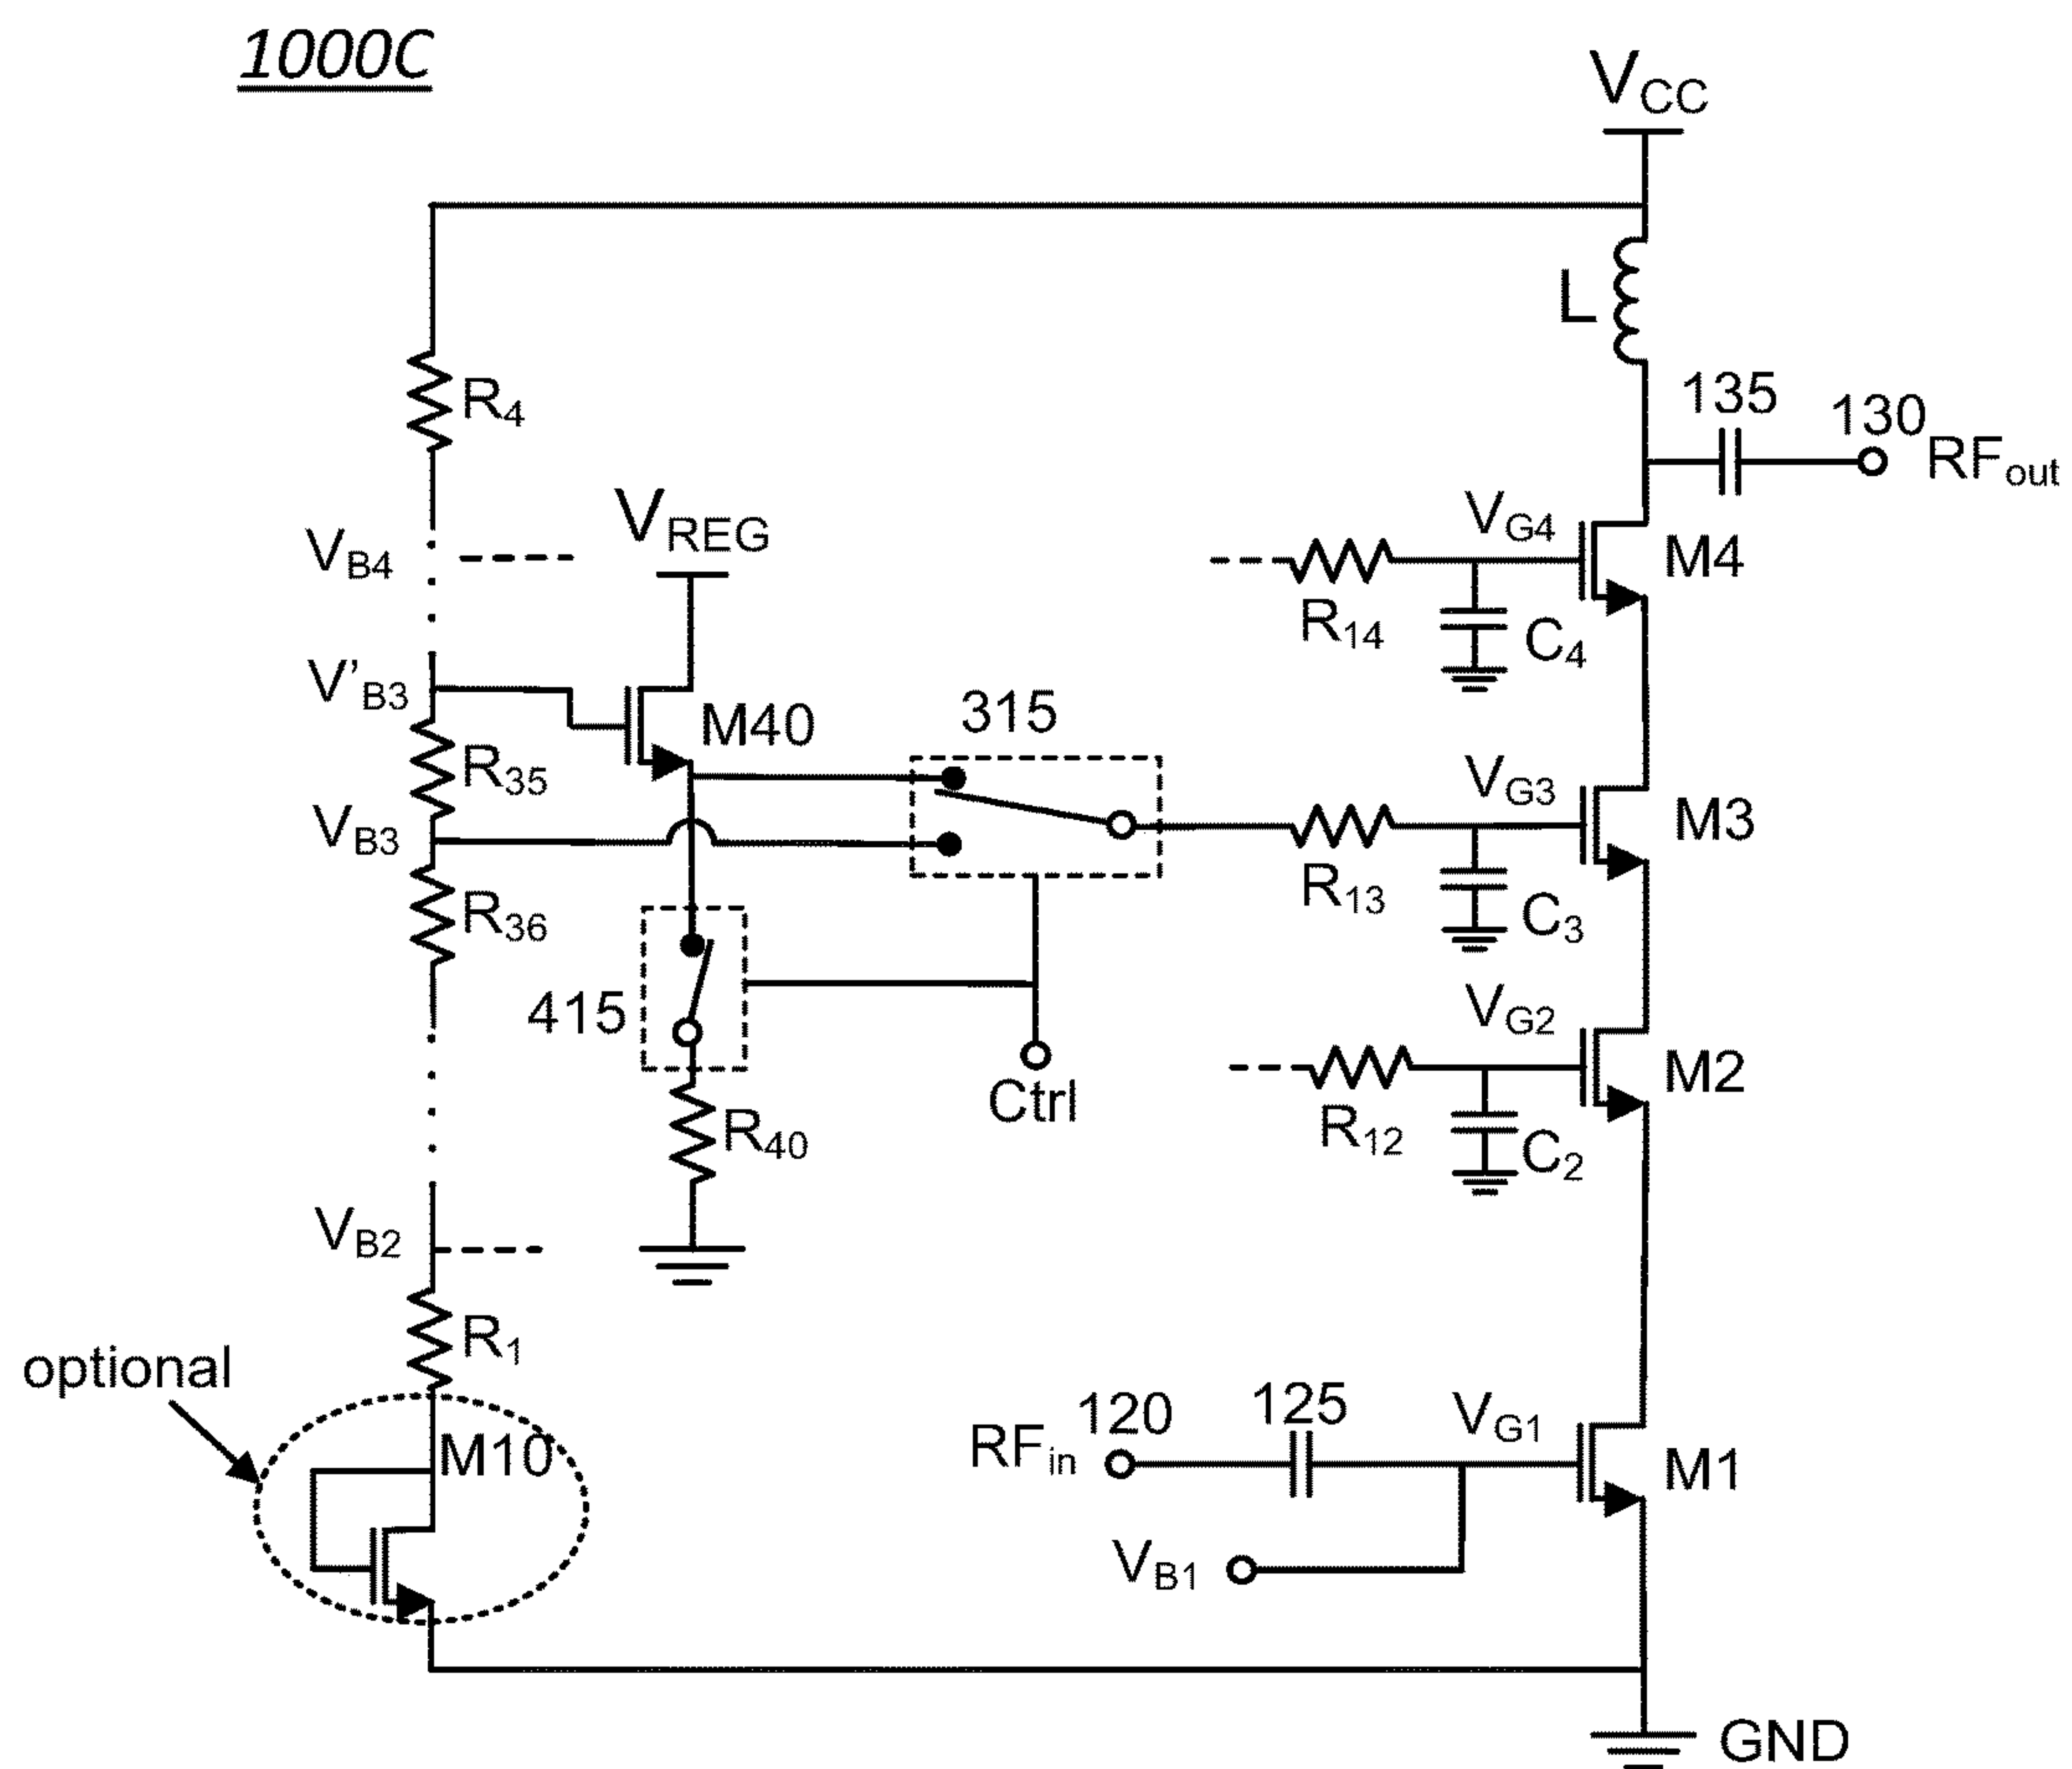 1000C
VCC
L
R4
135
130
RFout
VB4
VREG
VG4
M4
R14
C4
V’B3
M40
315
R35
VG3
M3
VB3
R13
C3
R36
415
VG2
M2
Ctrl
R40
R12
C2
VB2
R1
optional
M10
RFin
120
125
VG1
M1
VB1
GND